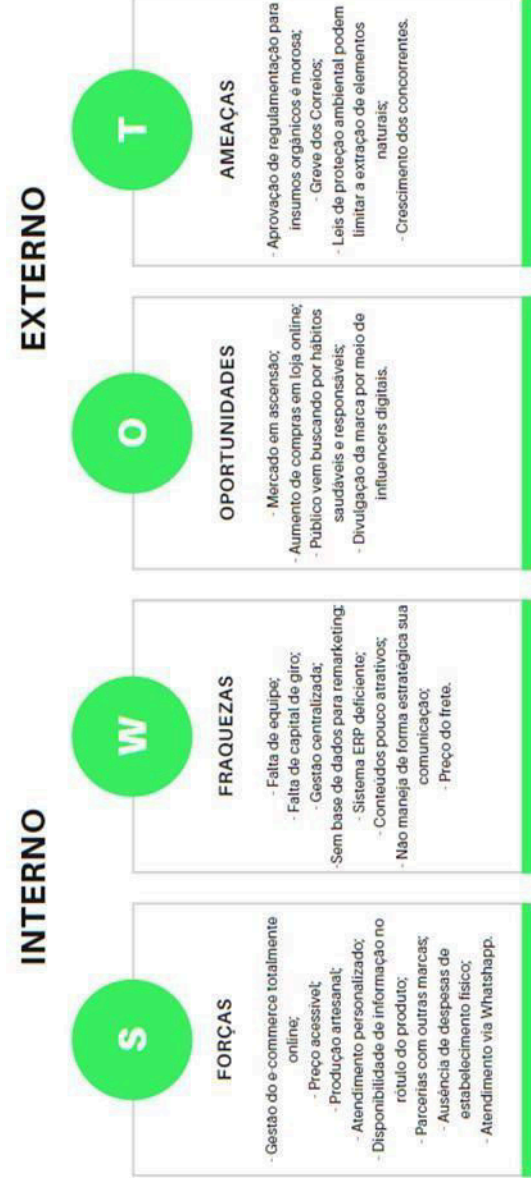 INTERNO
S
FORÇAS
- Gestão do e-commerce totalmente
online;
- Preço acessível;
- Produção artesanal;
- Atendimento personalizado;
- Disponibilidade de informação no
rótulo do produto;
- Parcerias com outras marcas;
- Ausência de despesas de
estabelecimento físico;
- Atendimento via Whatshapp.
W
FRAQUEZAS
- Falta de equipe;
- Falta de capital de giro;
- Gestão centralizada;
-Sem base de dados para remarketing;
- Sistema ERP deficiente;
- Conteúdos pouco atrativos;
- Não maneja de forma estratégica sua
comunicação;
- Preço do frete.
EXTERNO
O
OPORTUNIDADES
- Mercado em ascensão;
- Aumento de compras em loja online;
- Público vem buscando por hábitos
saudáveis e responsáveis;
- Divulgação da marca por meio de
influencers digitais.
T
AMEAÇAS
- Aprovação de regulamentação para
insumos orgânicos é morosa;
- Greve dos Correios;
- Leis de proteção ambiental podem
limitar a extração de elementos
naturais;
- Crescimento dos concorrentes.